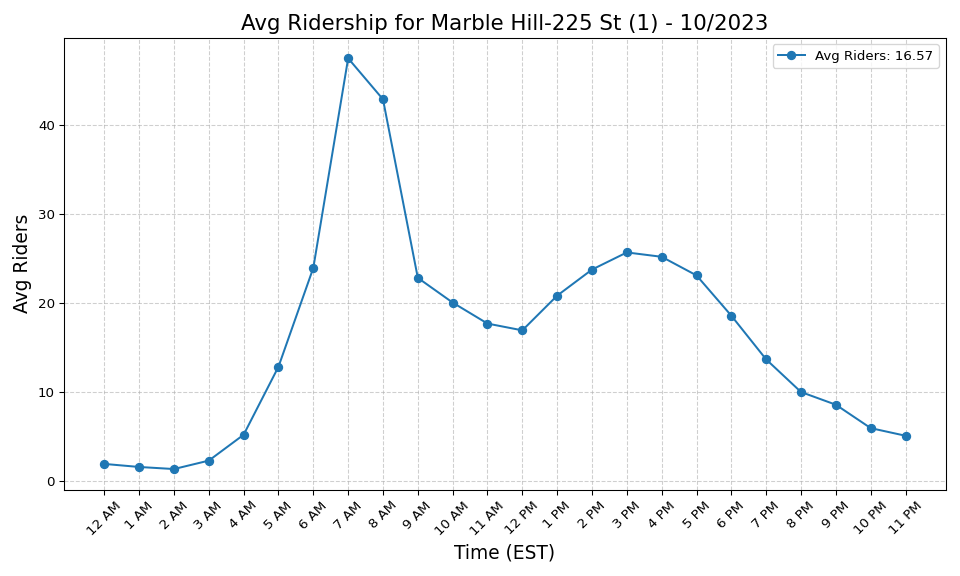 Avg Ridership for Marble Hill-225 St (1) - 10/2023
Avg Riders: 16.57
Avg Riders
40
30
20
10
0
12 AM
1 AM
2 AM
3 AM
4 AM
5 AM
6 AM
7 AM
8 AM
9 AM
10 AM
11 AM
12 PM
1 PM
2 PM
3 PM
4 PM
5 PM
6 PM
7 PM
8 PM
9 PM
10 PM
11 PM
Time (EST)